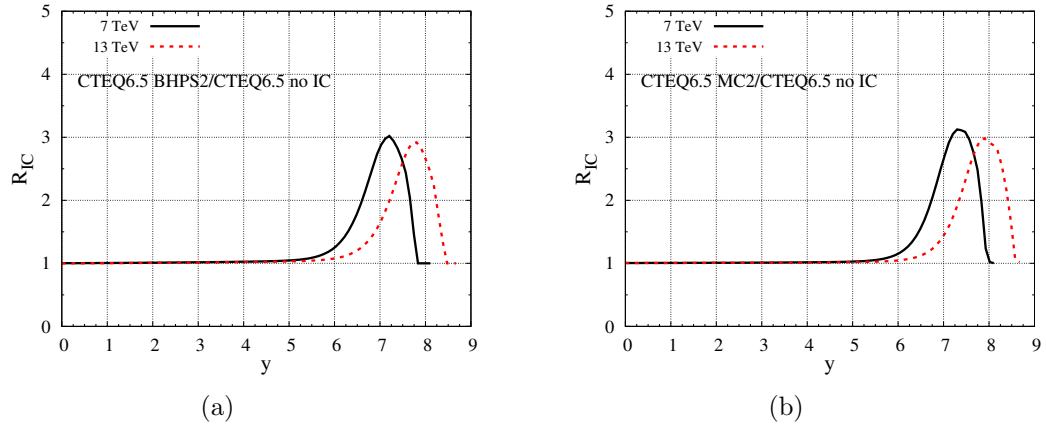 5
4
3
2
1
0
R_IC
7 TeV
13 TeV
CTEQ6.5 BHPS2/CTEQ6.5 no IC
0 1 2 3 4 5 6 7 8 9
y
(a)
5
4
3
2
1
0
R_IC
7 TeV
13 TeV
CTEQ6.5 MC2/CTEQ6.5 no IC
0 1 2 3 4 5 6 7 8 9
y
(b)